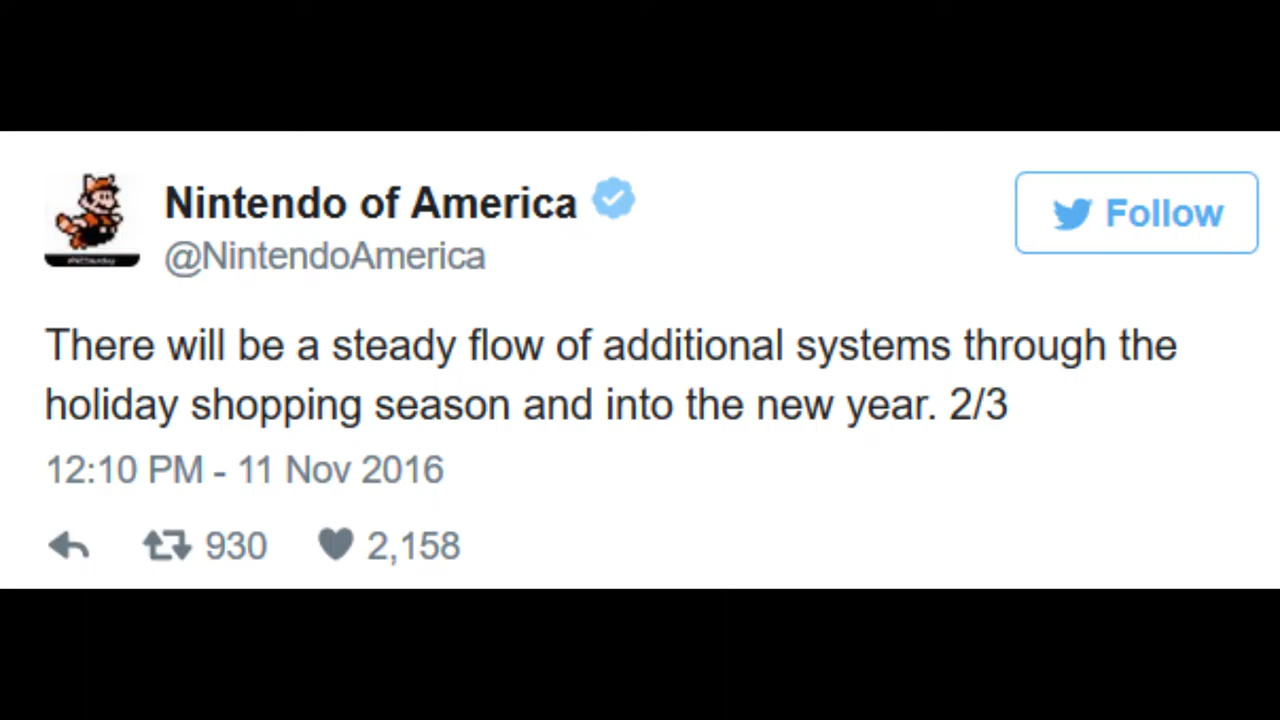 Nintendo of America
@NintendoAmerica
Follow
There will be a steady flow of additional systems through the
holiday shopping season and into the new year. 2/3
12:10 PM - 11 Nov 2016
930 2,158